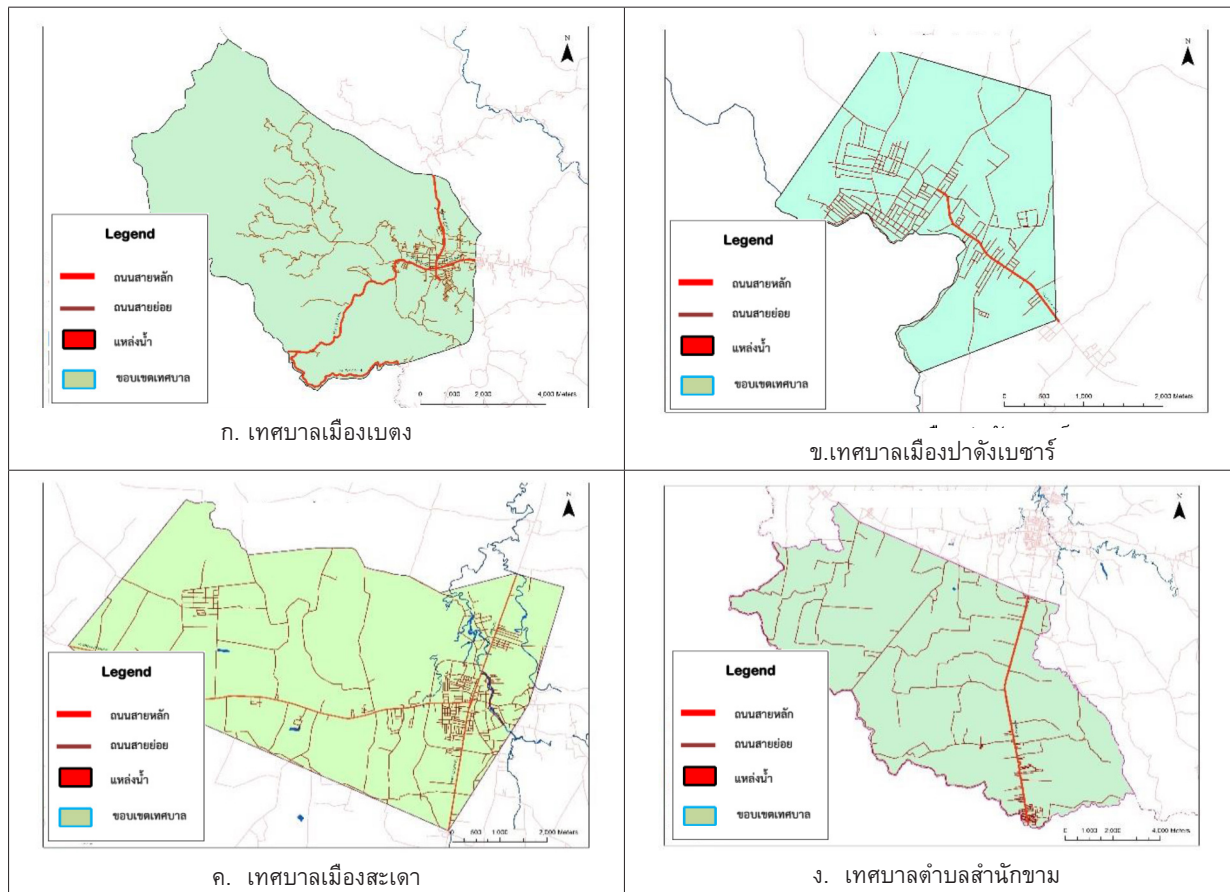 N
Legend
ถนนสายหลัก
ถนนสายย่อย
แหล่งน้ำ
ขอบเขตเทศบาล
0 1,000 2,000 4,000 Meters
ก. เทศบาลเมืองเบตง
N
Legend
ถนนสายหลัก
ถนนสายย่อย
แหล่งน้ำ
ขอบเขตเทศบาล
0 500 1,000 2,000 Meters
ข.เทศบาลเมืองปาดังเบซาร์
N
Legend
ถนนสายหลัก
ถนนสายย่อย
แหล่งน้ำ
ขอบเขตเทศบาล
0 500 1,000 2,000 Meters
ค. เทศบาลเมืองสะเดา
N
Legend
ถนนสายหลัก
ถนนสายย่อย
แหล่งน้ำ
ขอบเขตเทศบาล
0 1,000 2,000 4,000 Meters
ง. เทศบาลตำบลสำนักขาม